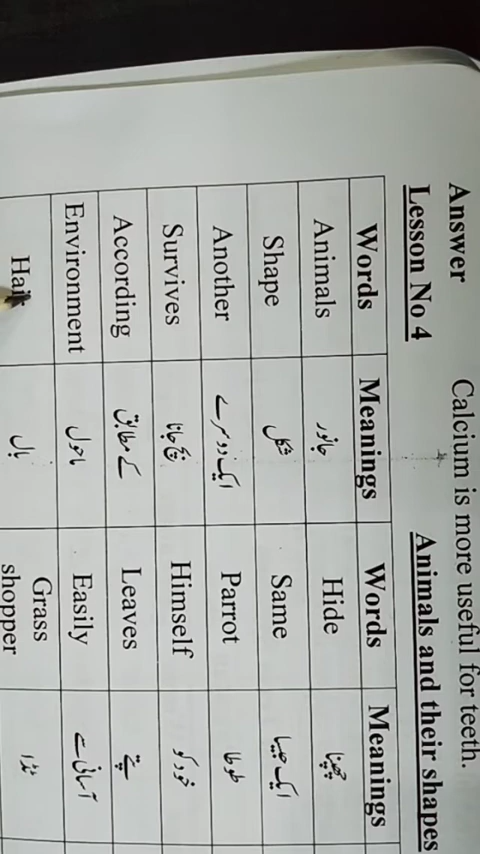 Answer Calcium is more useful for teeth.
Lesson No 4 Animals and their shapes
Words Meanings Words Meanings
Animals جانور Hide چھپنا
Shape شکل Same ایک جیسا
Another ایک دوسرے Parrot طوطا
Survives بچ جانا Himself خود کو
According کے مطابق Leaves پتے
Environment ماحول Easily آسانی سے
Hair بال Grass shopper ٹڈا